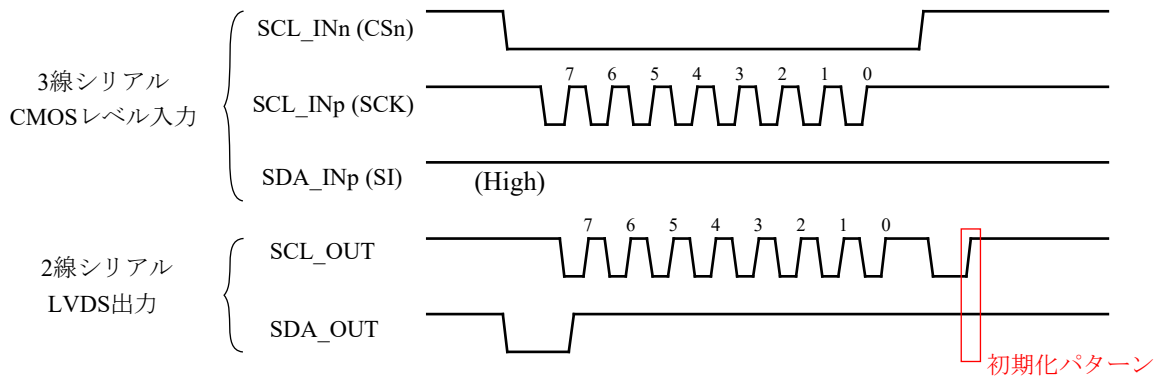 SCL_INn (CSn)
3線シリアル
CMOSレベル入力
7 6 5 4 3 2 1 0
SCL_INp (SCK)
SDA_INp (SI)
(High)
7 6 5 4 3 2 1 0
SCL_OUT
2線シリアル
LVDS出力
SDA_OUT
初期化パターン